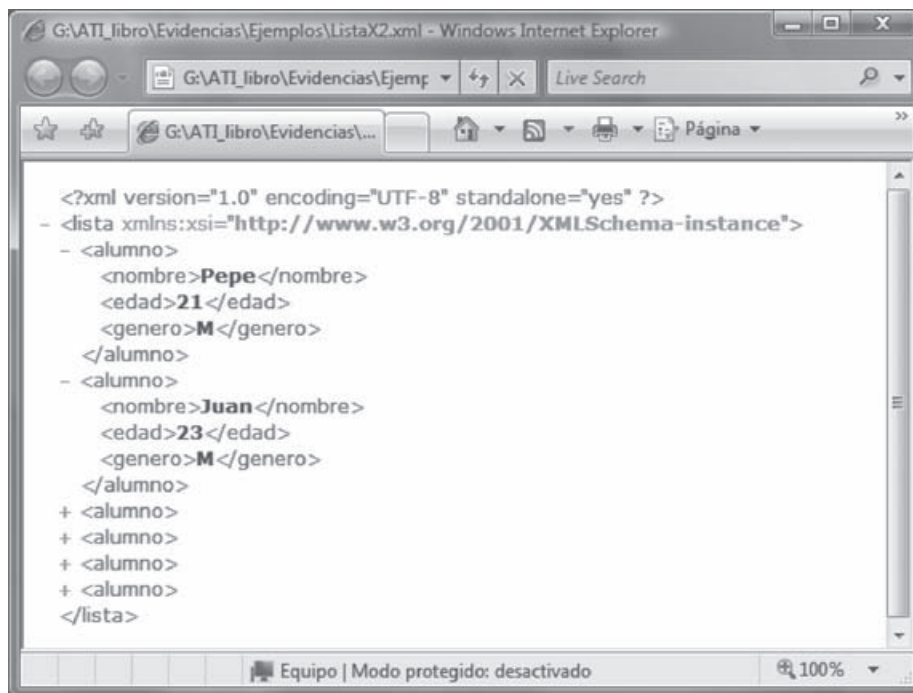 G:\ATI_libro\Evidencias\Ejemplos\ListaX2.xml - Windows Internet Explorer
G:\ATI_libro\Evidencias\Ejemp
Live Search
G:\ATI_libro\Evidencias\...
Página
<?xml version="1.0" encoding="UTF-8" standalone="yes" ?>
- <lista xmlns:xsi="http://www.w3.org/2001/XMLSchema-instance">
- <alumno>
<nombre>Pepe</nombre>
<edad>21</edad>
<genero>M</genero>
</alumno>
- <alumno>
<nombre>Juan</nombre>
<edad>23</edad>
<genero>M</genero>
</alumno>
+ <alumno>
+ <alumno>
+ <alumno>
+ <alumno>
</lista>
Equipo | Modo protegido: desactivado
100%